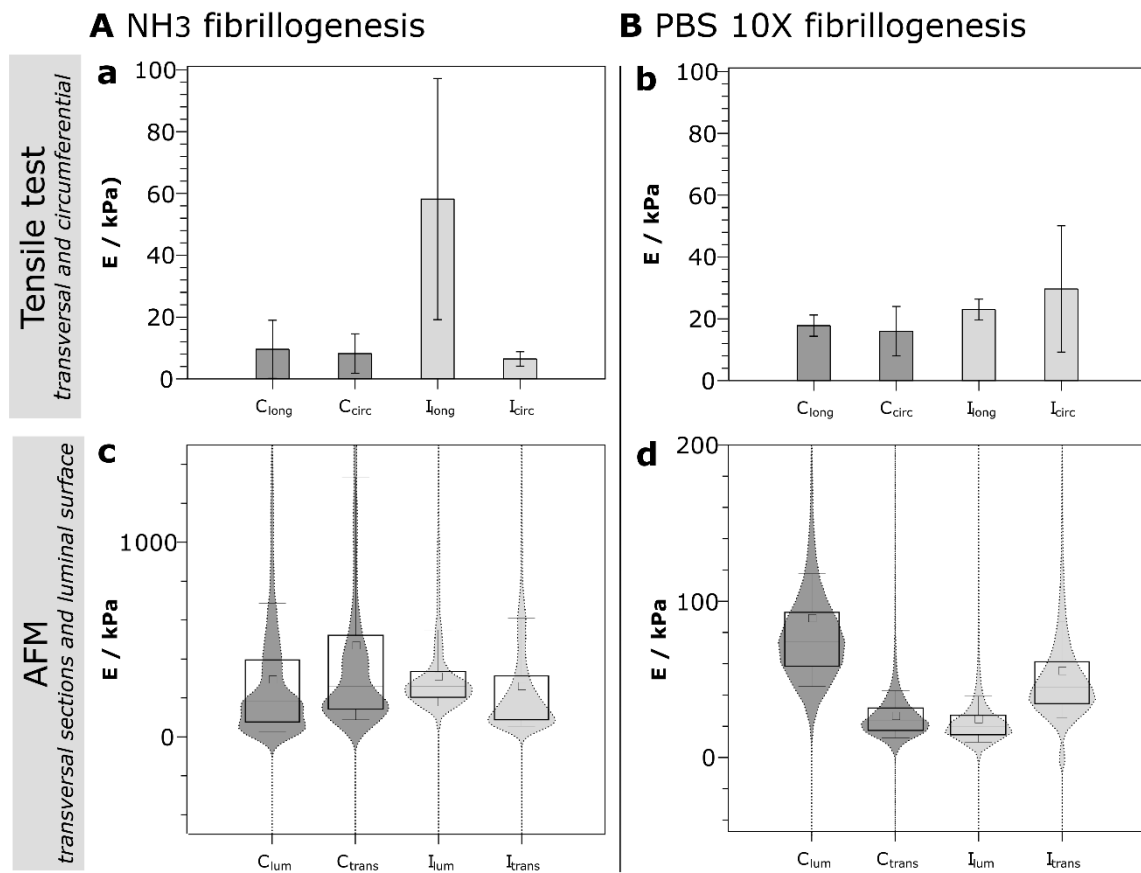 A NH3 fibrillogenesis
B PBS 10X fibrillogenesis
Tensile test
transversal and circumferential
a
E / kPa)
100
80
60
40
20
0
Clong
Ccirc
Ilong
Icirc
b
E / kPa
100
80
60
40
20
0
Clong
Ccirc
Ilong
Icirc
AFM
transversal sections and luminal surface
c
E / kPa
1000
0
Clum
Ctrans
Ilum
Itrans
d
E / kPa
200
100
0
Clum
Ctrans
Ilum
Itrans